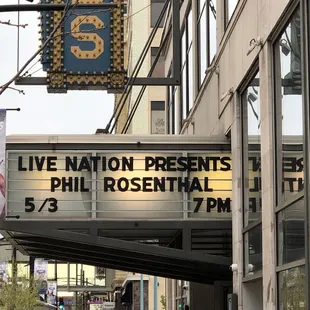 S
LIVE NATION PRESENTS
PHIL ROSENTHAL
5/3 7PM